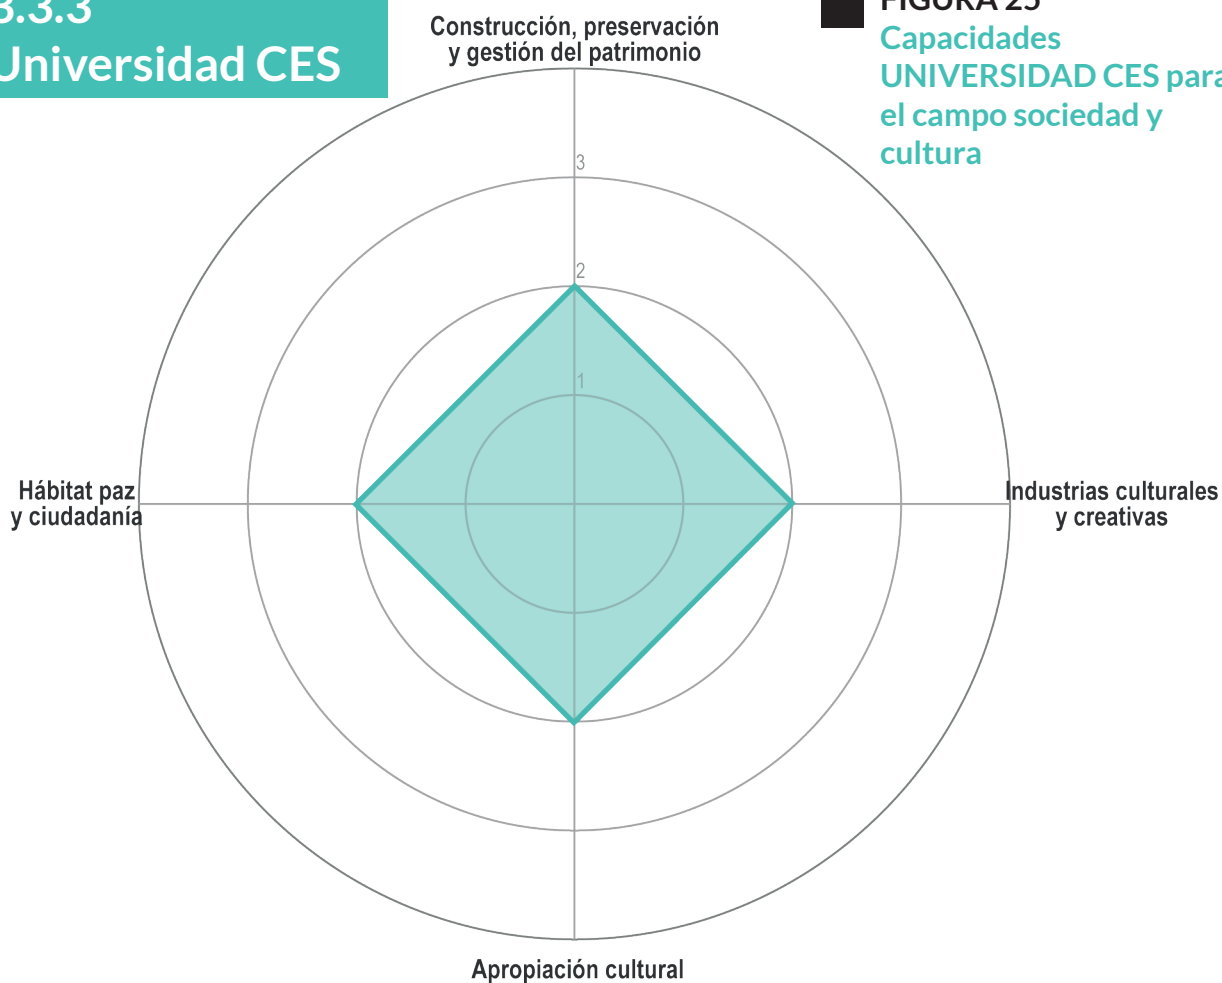 3.3.3
Universidad CES
FIGURA 25
Capacidades
UNIVERSIDAD CES para
el campo sociedad y
cultura
Construcción, preservación
y gestión del patrimonio
3
2
1
Hábitat paz
y ciudadanía
Industrias culturales
y creativas
Apropiación cultural